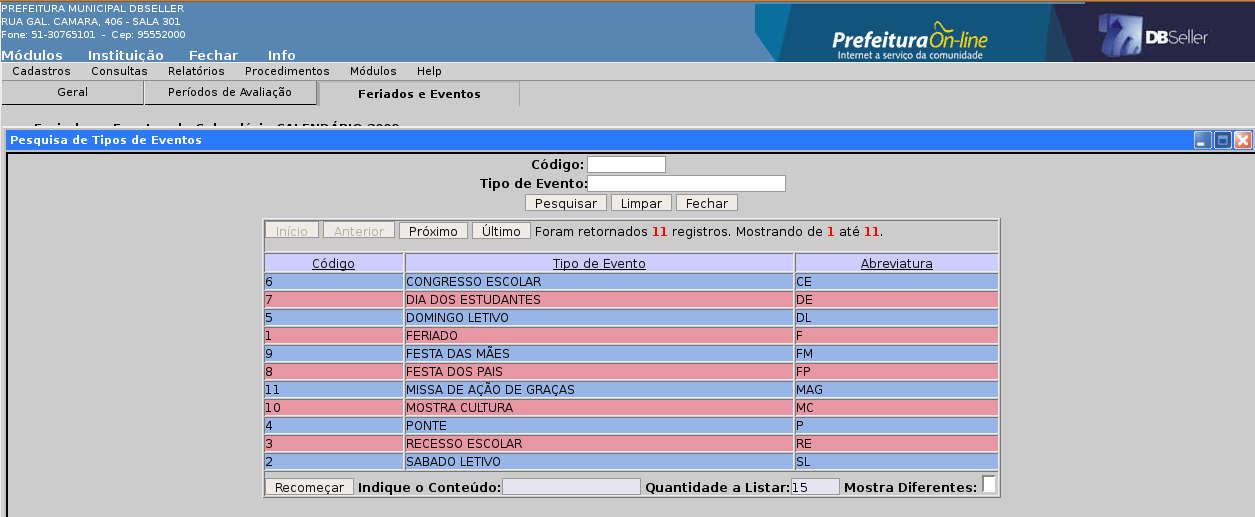 PREFEITURA MUNICIPAL DBSELLER
RUA GAL. CAMARA, 406 - SALA 301
Fone: 51-30765101 - Cep: 95552000
Prefeitura On-line
Internet a serviço da comunidade
DBSeller
Módulos Instituição Fechar Info
Cadastros Consultas Relatórios Procedimentos Módulos Help
Geral Períodos de Avaliação Feriados e Eventos
Pesquisa de Tipos de Eventos
Código:
Tipo de Evento:
Pesquisar Limpar Fechar
Início Anterior Próximo Último Foram retornados 11 registros. Mostrando de 1 até 11.
Código Tipo de Evento Abreviatura
6 CONGRESSO ESCOLAR CE
7 DIA DOS ESTUDANTES DE
5 DOMINGO LETIVO DL
1 FERIADO F
9 FESTA DAS MÃES FM
8 FESTA DOS PAIS FP
11 MISSA DE AÇÃO DE GRAÇAS MAG
10 MOSTRA CULTURA MC
4 PONTE P
3 RECESSO ESCOLAR RE
2 SABADO LETIVO SL
Recomeçar Indique o Conteúdo: Quantidade a Listar: 15 Mostra Diferentes: